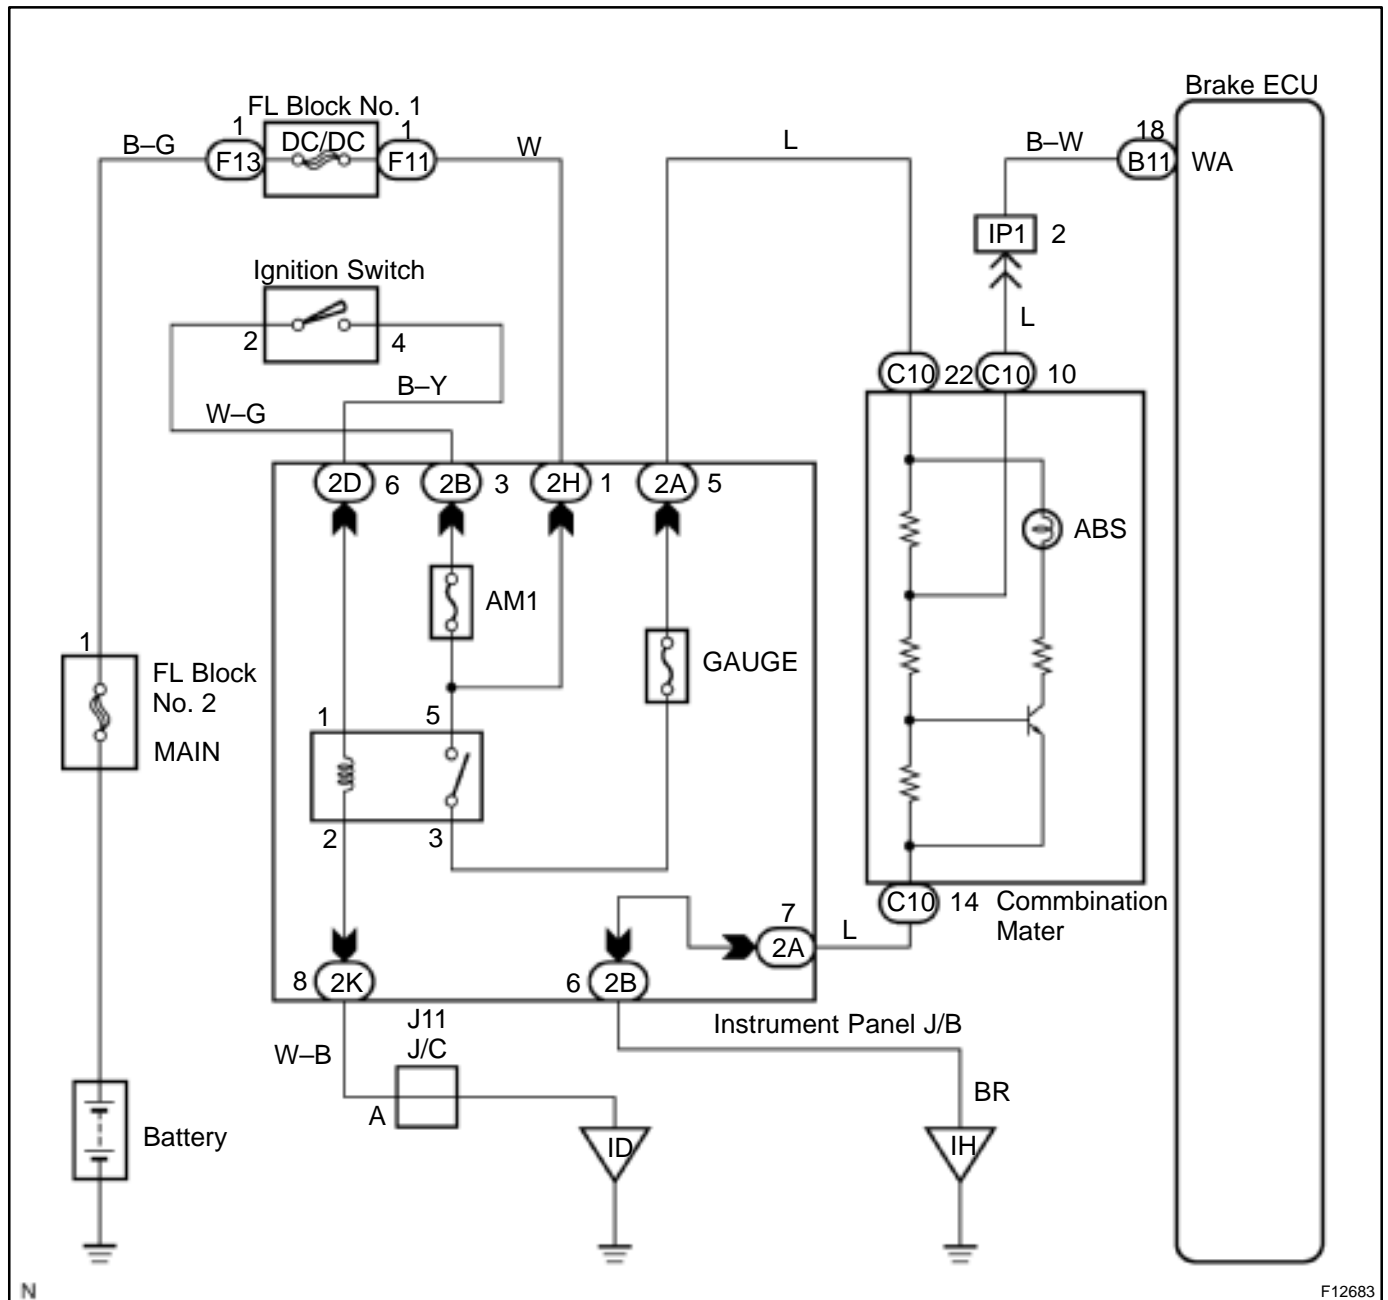 Brake ECU
FL Block No. 1
1
1
18
B–G
DC/DC
W
L
B–W
F13
F11
B11
WA
IP1
2
Ignition Switch
2
4
L
B–Y
C10
22
C10
10
W–G
2D
6
2B
3
2H
1
2A
5
ABS
AM1
1
FL Block
No. 2
GAUGE
1
5
MAIN
2
3
7
C10
14
Commbination
Mater
2A
L
8
2K
6
2B
J11
J/C
Instrument Panel J/B
W–B
BR
A
Battery
ID
IH
N
F12683